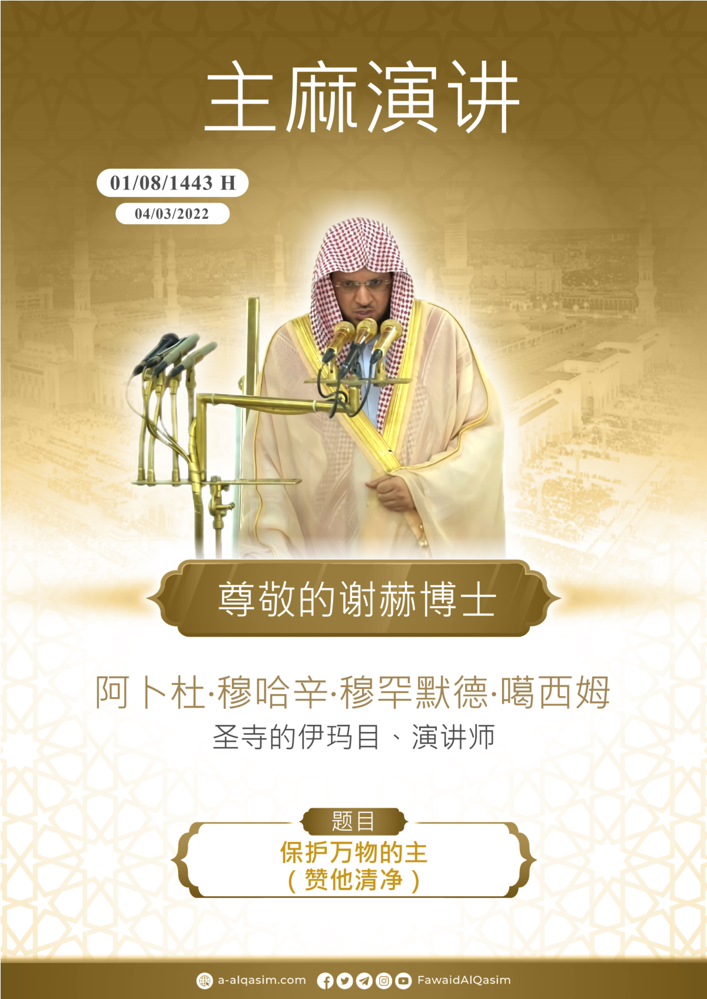 主麻演讲
01/08/1443 H
04/03/2022
尊敬的谢赫博士
阿卜杜·穆哈辛·穆罕默德·噶西姆
圣寺的伊玛目、演讲师
题目
保护万物的主
（赞他清净）
a-alqasim.com FawaidAlQasim